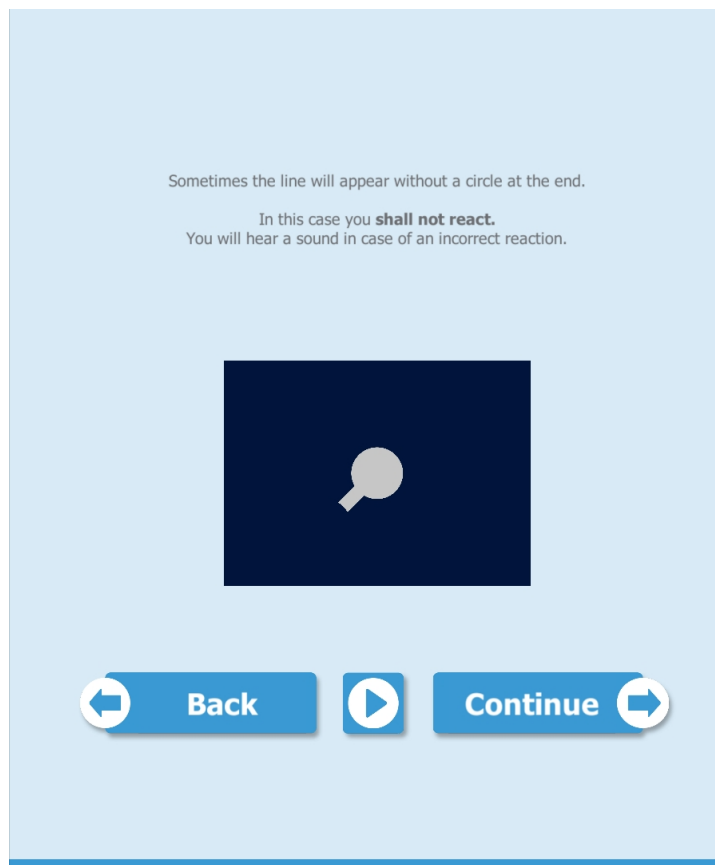 Sometimes the line will appear without a circle at the end.
In this case you shall not react.
You will hear a sound in case of an incorrect reaction.
Back
Continue